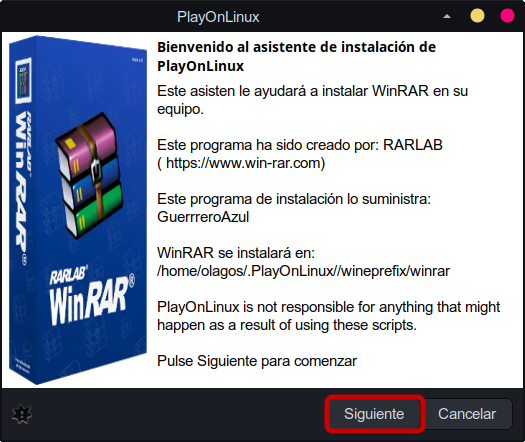 PlayOnLinux
Bienvenido al asistente de instalación de
PlayOnLinux
Este asisten le ayudará a instalar WinRAR en su
equipo.
Este programa ha sido creado por: RARLAB
( https://www.win-rar.com)
Este programa de instalación lo suministra:
GuerrreroAzul
WinRAR se instalará en:
/home/olagos/.PlayOnLinux//wineprefix/winrar
PlayOnLinux is not responsible for anything that might
happen as a result of using these scripts.
Pulse Siguiente para comenzar
RARLAB
WinRAR®
RARLAB®
WinRAR®
Siguiente
Cancelar